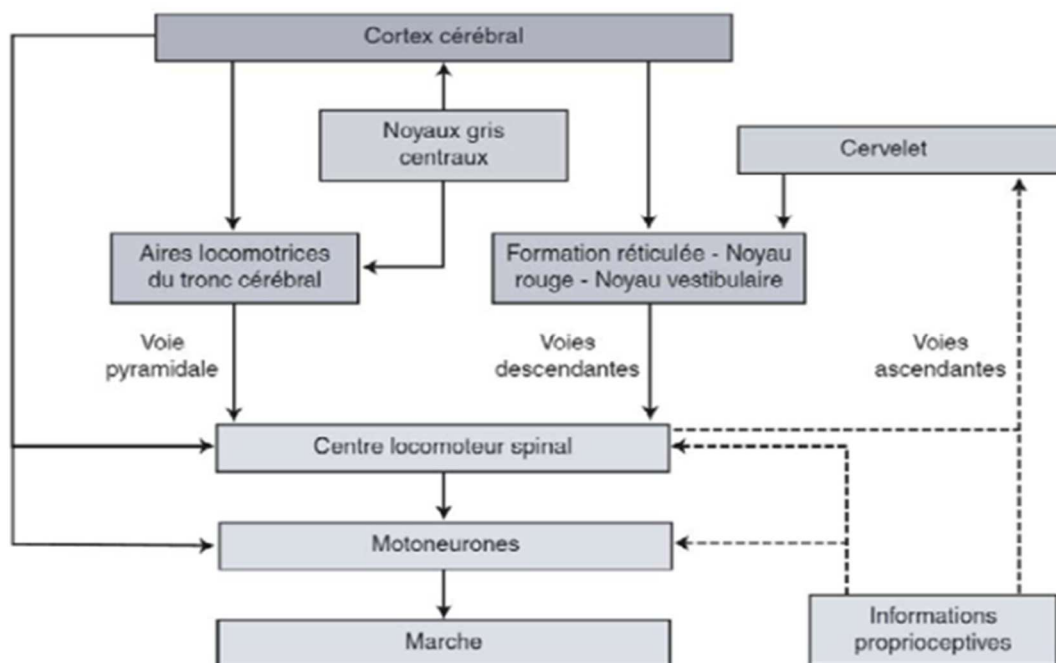 Cortex cérébral
Noyaux gris
centraux
Cervelet
Aires locomotrices
du tronc cérébral
Formation réticulée - Noyau
rouge - Noyau vestibulaire
Voie
pyramidale
Voies
descendantes
Voies
ascendantes
Centre locomoteur spinal
Motoneurones
Informations
proprioceptives
Marche